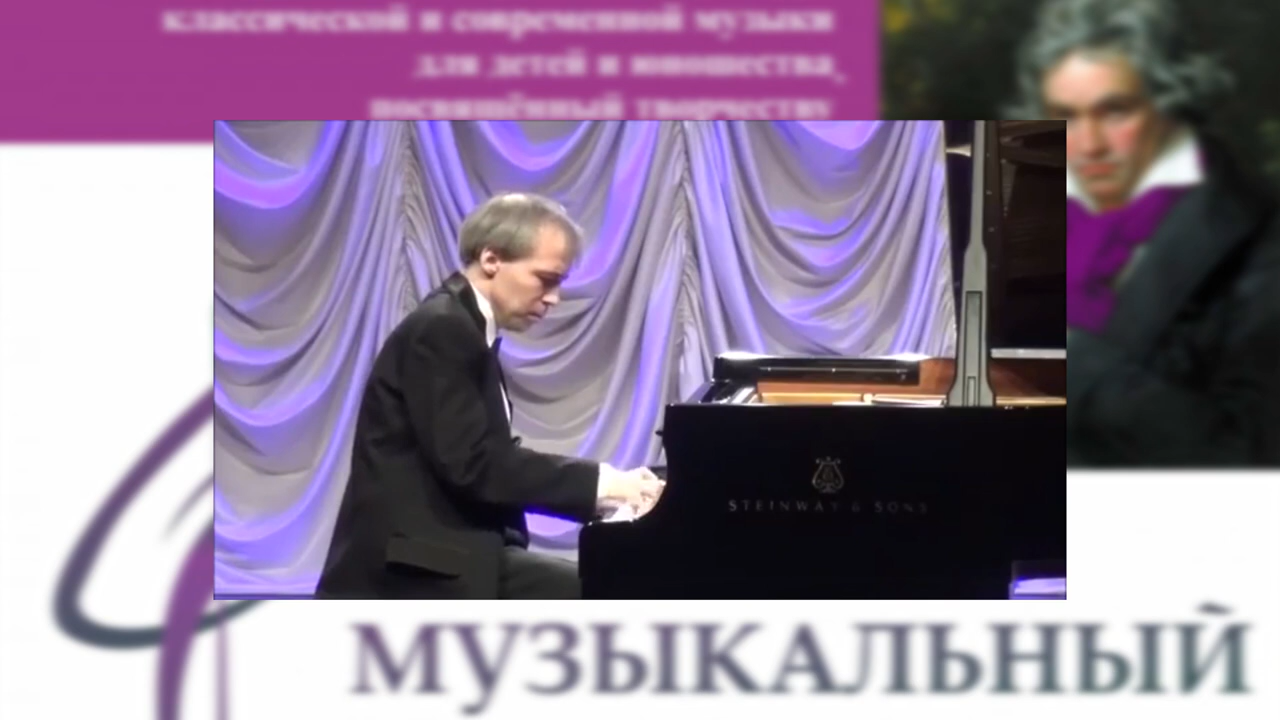 классической и современной музыки
для детей и юношества,
посвящённый творчеству
STEINWAY & SONS
МУЗЫКАЛЬНЫЙ